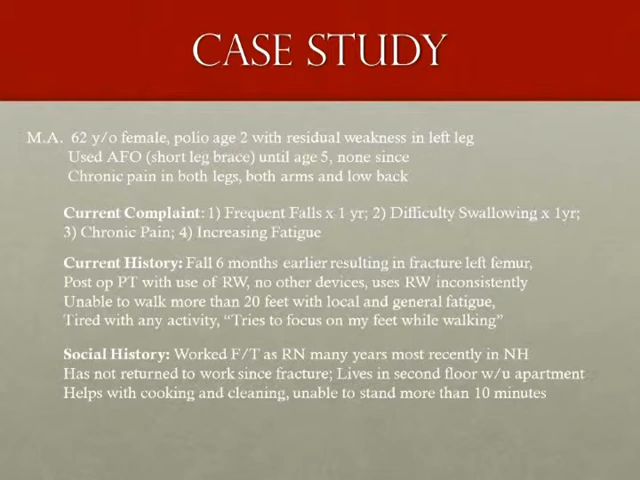 CASE STUDY
M.A. 62 y/o female, polio age 2 with residual weakness in left leg
Used AFO (short leg brace) until age 5, none since
Chronic pain in both legs, both arms and low back
Current Complaint: 1) Frequent Falls x 1 yr; 2) Difficulty Swallowing x 1yr;
3) Chronic Pain; 4) Increasing Fatigue
Current History: Fall 6 months earlier resulting in fracture left femur,
Post op PT with use of RW, no other devices, uses RW inconsistently
Unable to walk more than 20 feet with local and general fatigue,
Tired with any activity, “Tries to focus on my feet while walking”
Social History: Worked F/T as RN many years most recently in NH
Has not returned to work since fracture; Lives in second floor w/u apartment
Helps with cooking and cleaning, unable to stand more than 10 minutes